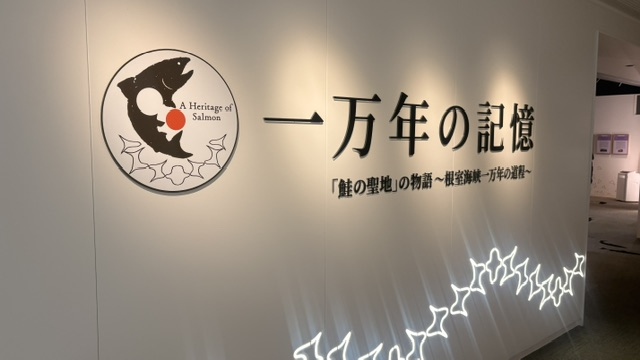 A Heritage of
Salmon
一万年の記憶
「鮭の聖地」の物語 ～根室海峡一万年の道程～